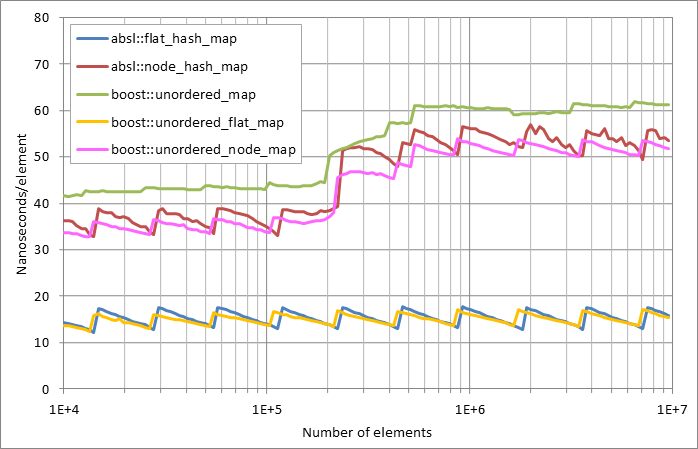 80
70
60
50
40
30
20
10
0
Nanoseconds/element
absl::flat_hash_map
absl::node_hash_map
boost::unordered_map
boost::unordered_flat_map
boost::unordered_node_map
1E+4
1E+5
1E+6
1E+7
Number of elements